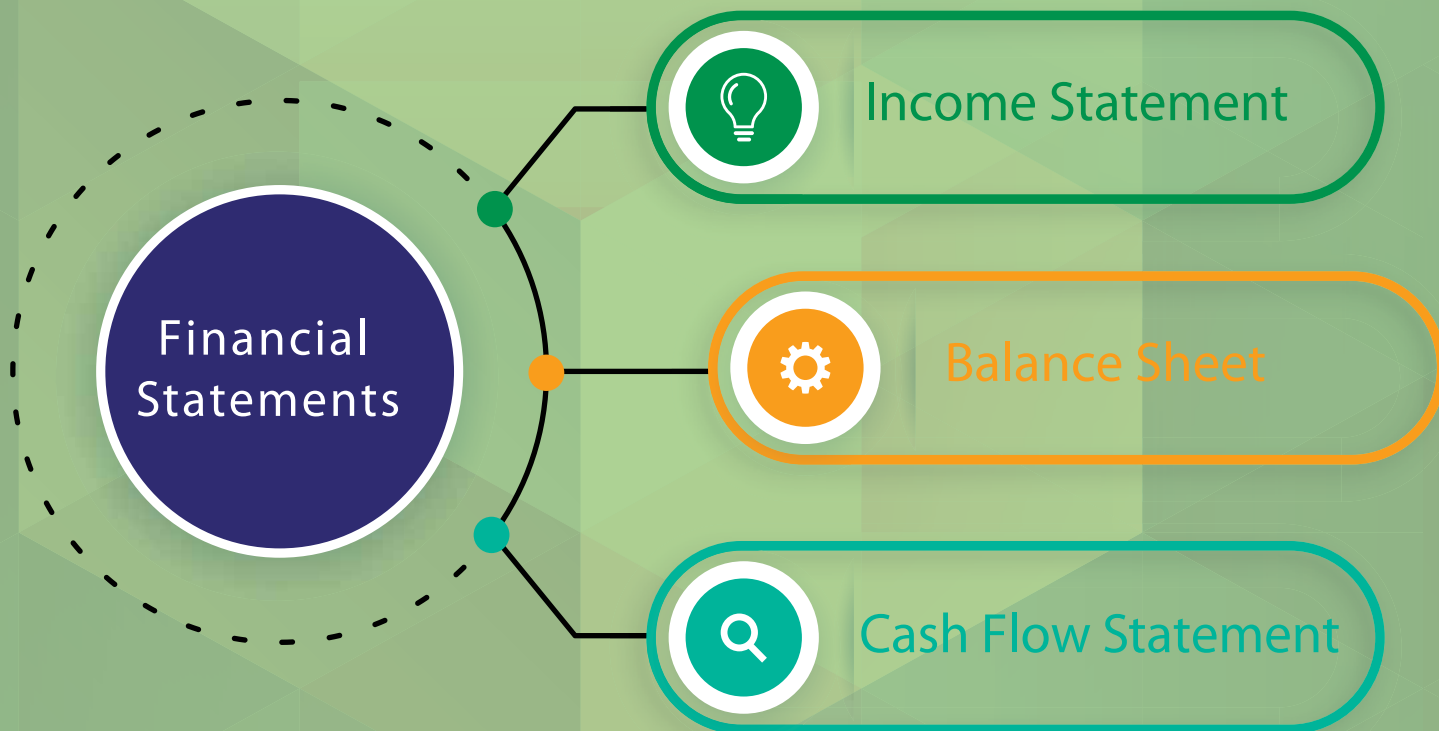 Financial
Statements
Income Statement
Balance Sheet
Cash Flow Statement